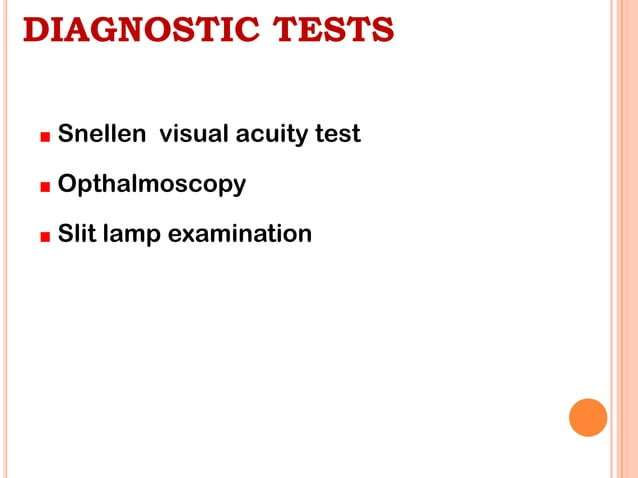 DIAGNOSTIC TESTS
Snellen visual acuity test
Opthalmoscopy
Slit lamp examination